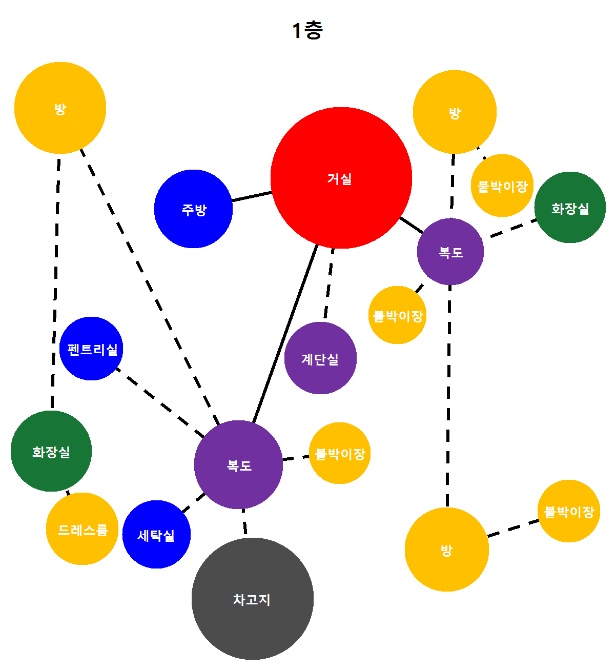 1층
방
방
거실
붙박이장
주방
화장실
복도
붙박이장
펜트리실
계단실
화장실
복도
붙박이장
드레스룸
세탁실
붙박이장
방
차고지